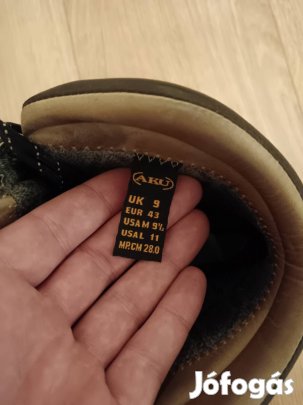 AKU
UK 9
EUR 43
USA M 9½
USA L 11
MP.CM 28.0
Jófogás